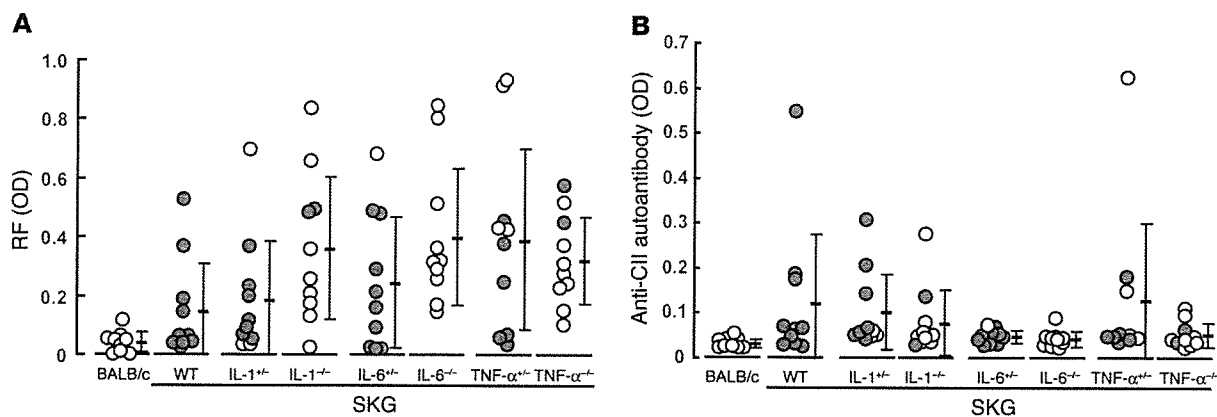 A
RF (OD)
1.0
0.8
0.6
0.4
0.2
0
BALB/c WT IL-1+/− IL-1−/− IL-6+/− IL-6−/− TNF-α+/− TNF-α−/−
SKG
B
Anti-CII autoantibody (OD)
0.7
0.6
0.5
0.4
0.3
0.2
0.1
0
BALB/c WT IL-1+/− IL-1−/− IL-6+/− IL-6−/− TNF-α+/− TNF-α−/−
SKG